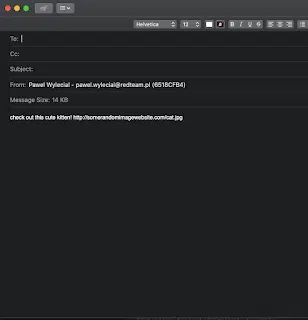 Helvetica 12 a B I U S
To:
Cc:
Subject:
From: Pawel Wylecial - pawel.wylecial@redteam.pl (6518CFB4)
Message Size: 14 KB
check out this cute kitten! http://somerandomimagewebsite.com/cat.jpg